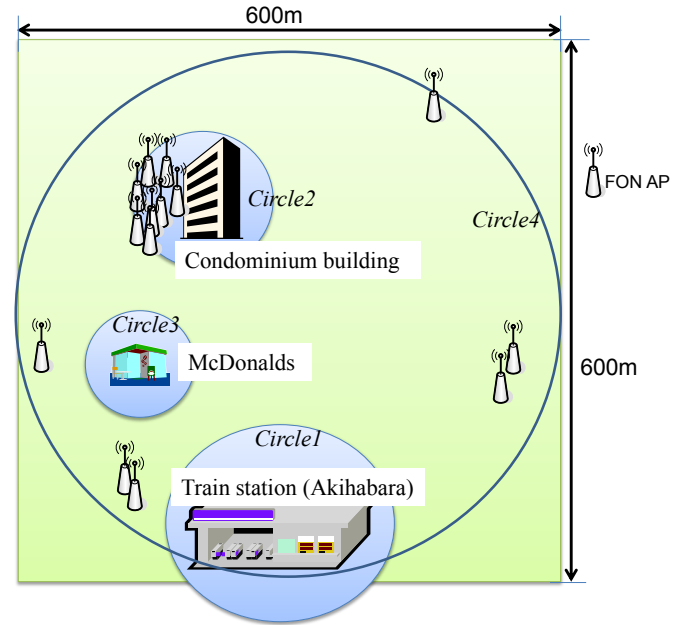 600m
FON AP
Circle2
Circle4
Condominium building
Circle3
McDonalds
600m
Circle1
Train station (Akihabara)